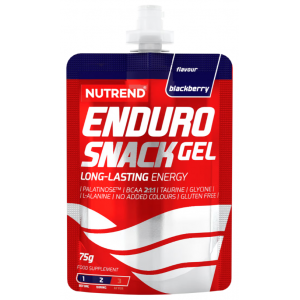 flavour
blackberry
NUTREND
ENDURO
SNACK GEL
LONG-LASTING ENERGY
PALATINOSE™ | BCAA 2:1:1 | TAURINE | GLYCINE
L-ALANINE | NO ADDED COLOURS | GLUTEN FREE
75g
FOOD SUPPLEMENT
1 2 3